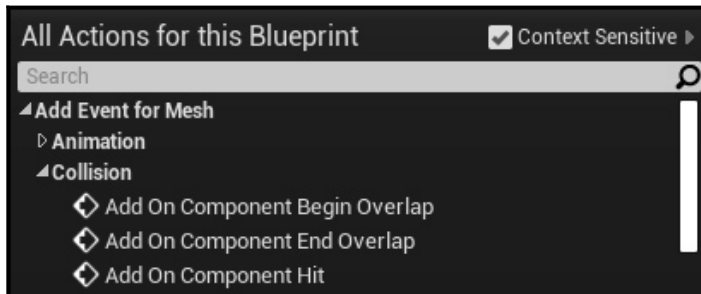 All Actions for this Blueprint Context Sensitive
Search
Add Event for Mesh
Animation
Collision
Add On Component Begin Overlap
Add On Component End Overlap
Add On Component Hit